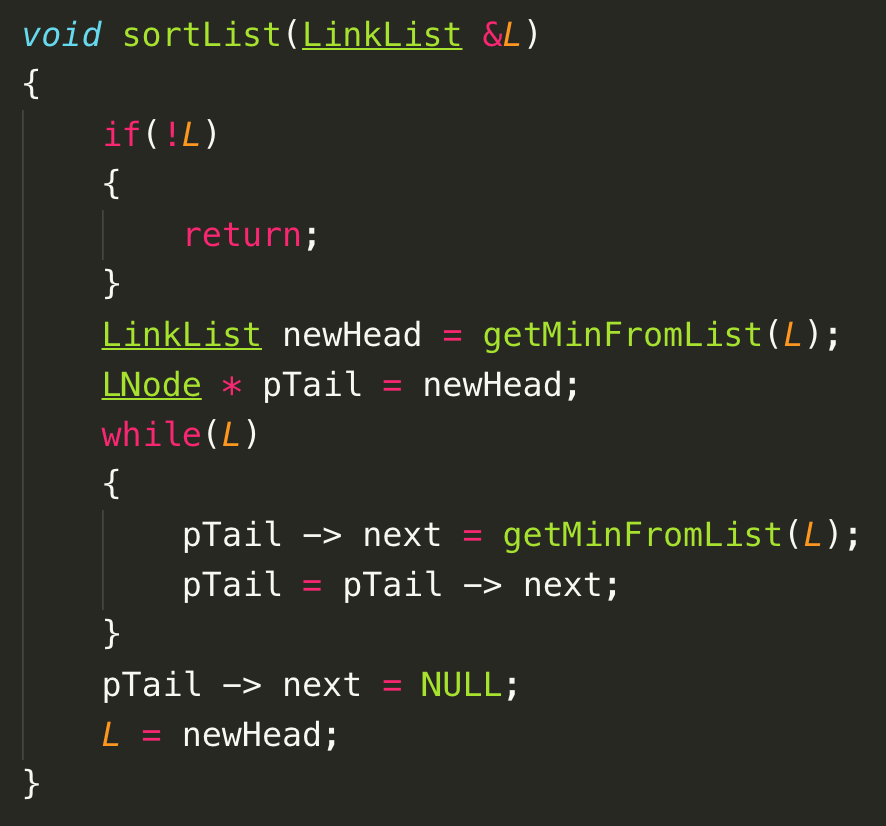 void sortList(LinkList &L)
{
    if(!L)
    {
        return;
    }
    LinkList newHead = getMinFromList(L);
    LNode * pTail = newHead;
    while(L)
    {
        pTail -> next = getMinFromList(L);
        pTail = pTail -> next;
    }
    pTail -> next = NULL;
    L = newHead;
}